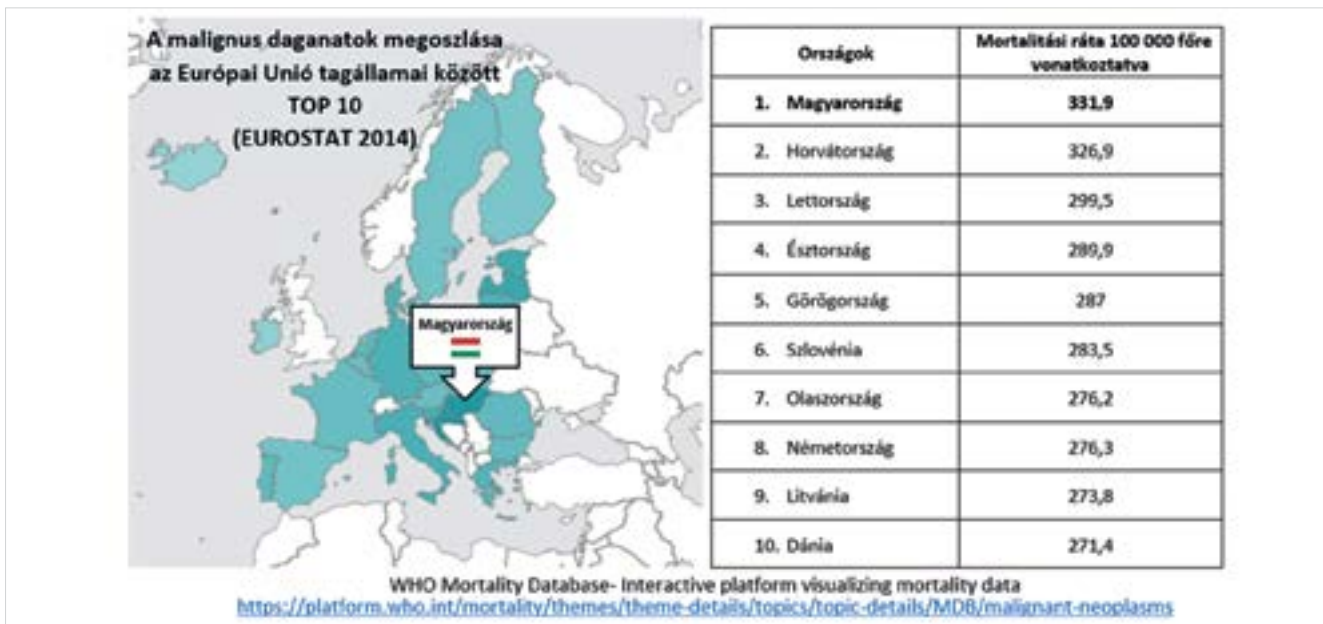 A malignus daganatok megoszlása
az Európai Unió tagállamai között
TOP 10
(EUROSTAT 2014)
Magyarország
Országok Mortalitási ráta 100 000 főre
vonatkoztatva
1. Magyarország 331,9
2. Horvátország 326,9
3. Lettország 299,5
4. Észtország 289,9
5. Görögország 287
6. Szlovénia 283,5
7. Olaszország 276,2
8. Németország 276,3
9. Litvánia 273,8
10. Dánia 271,4
WHO Mortality Database- Interactive platform visualizing mortality data
https://platform.who.int/mortality/themes/theme-details/topics/topic-details/MDB/malignant-neoplasms